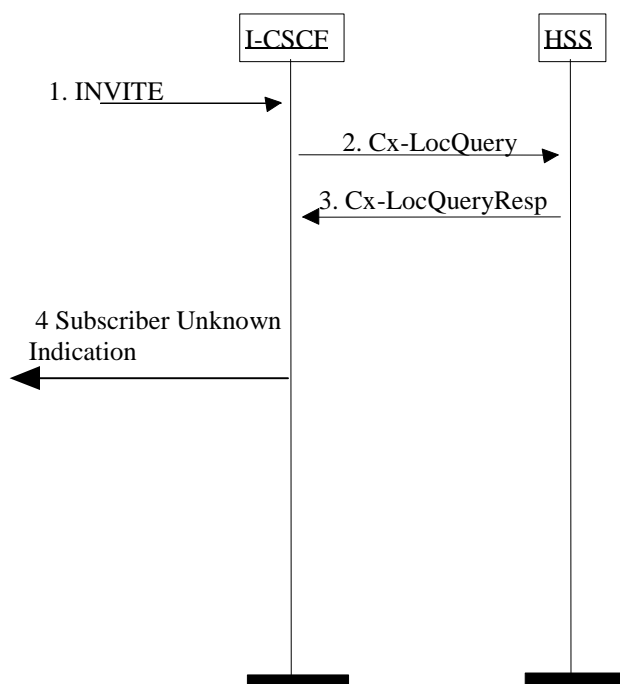 I-CSCF
HSS
1. INVITE
2. Cx-LocQuery
3. Cx-LocQueryResp
4 Subscriber Unknown
Indication